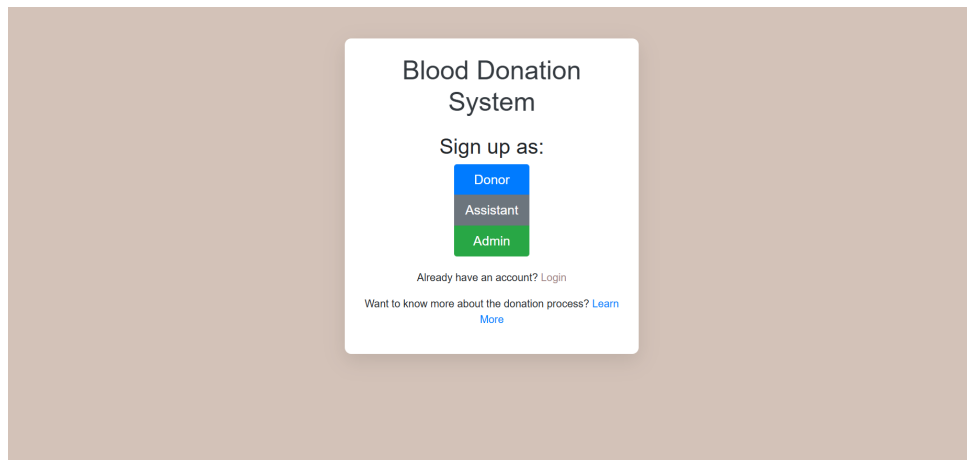 Blood Donation
System
Sign up as:
Donor
Assistant
Admin
Already have an account? Login
Want to know more about the donation process? Learn
More